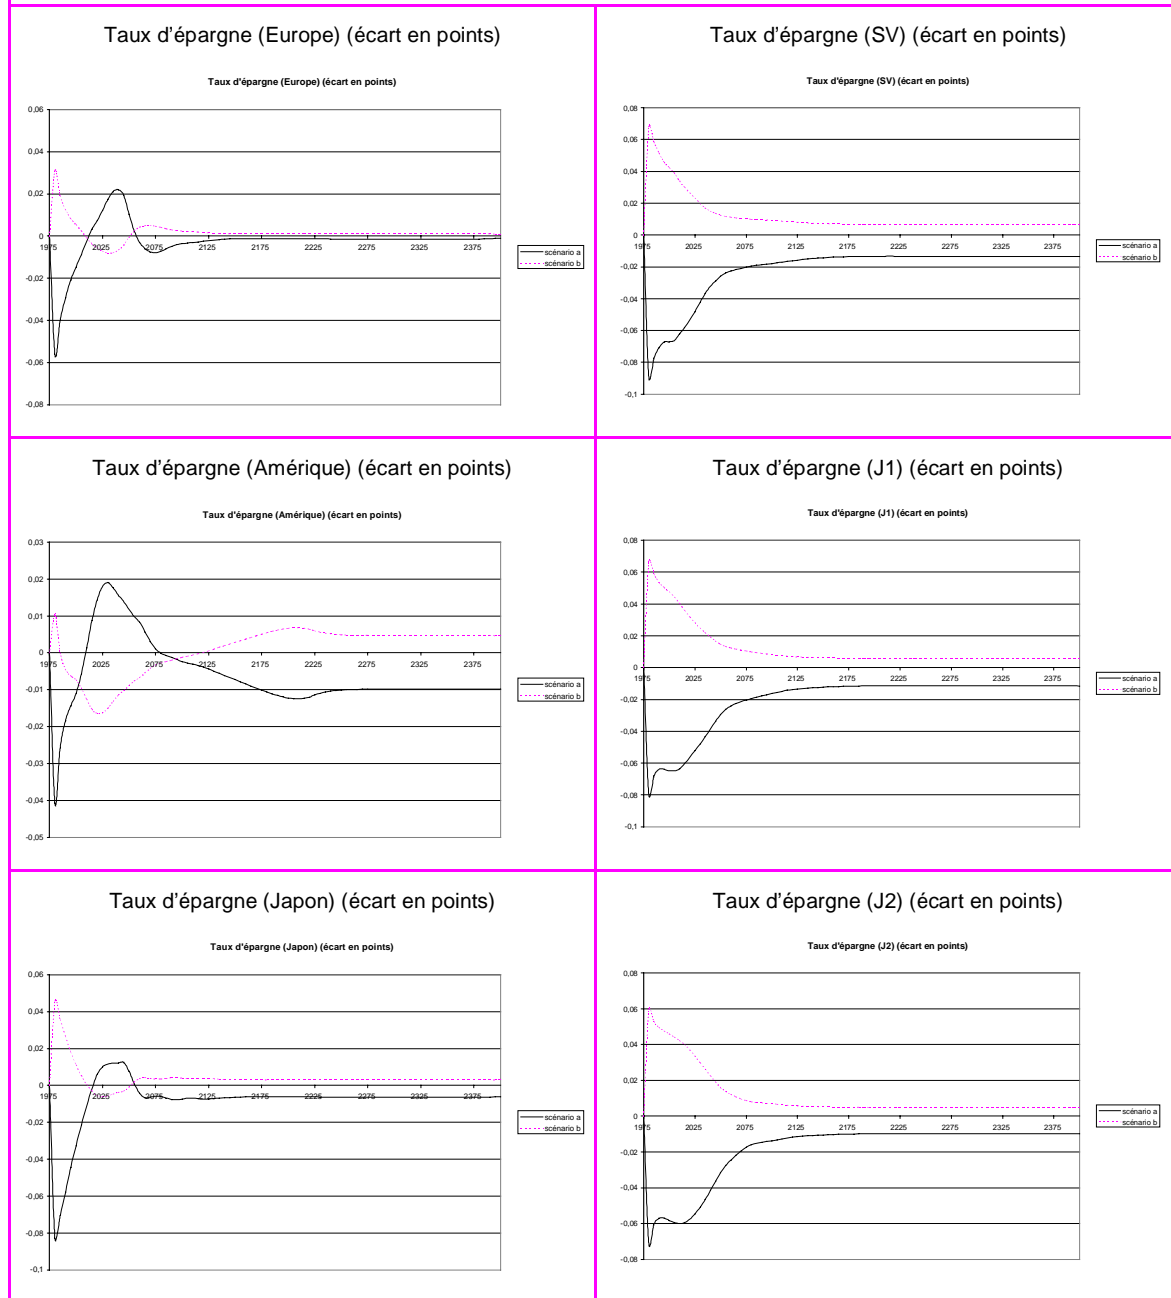 Taux d'épargne (Europe) (écart en points)
Taux d'épargne (Europe) (écart en points)
0,06
0,04
0,02
0
-0,02
-0,04
-0,06
-0,08
1975 2025 2075 2125 2175 2225 2275 2325 2375
scénario a
scénario b
Taux d'épargne (SV) (écart en points)
Taux d'épargne (SV) (écart en points)
0,08
0,06
0,04
0,02
0
-0,02
-0,04
-0,06
-0,08
-0,1
1975 2025 2075 2125 2175 2225 2275 2325 2375
scénario a
scénario b
Taux d'épargne (Amérique) (écart en points)
Taux d'épargne (Amérique) (écart en points)
0,03
0,02
0,01
0
-0,01
-0,02
-0,03
-0,04
-0,05
1975 2025 2075 2125 2175 2225 2275 2325 2375
scénario a
scénario b
Taux d'épargne (J1) (écart en points)
Taux d'épargne (J1) (écart en points)
0,08
0,06
0,04
0,02
0
-0,02
-0,04
-0,06
-0,08
-0,1
1975 2025 2075 2125 2175 2225 2275 2325 2375
scénario a
scénario b
Taux d'épargne (Japon) (écart en points)
Taux d'épargne (Japon) (écart en points)
0,06
0,04
0,02
0
-0,02
-0,04
-0,06
-0,08
-0,1
1975 2025 2075 2125 2175 2225 2275 2325 2375
scénario a
scénario b
Taux d'épargne (J2) (écart en points)
Taux d'épargne (J2) (écart en points)
0,08
0,06
0,04
0,02
0
-0,02
-0,04
-0,06
-0,08
1975 2025 2075 2125 2175 2225 2275 2325 2375
scénario a
scénario b